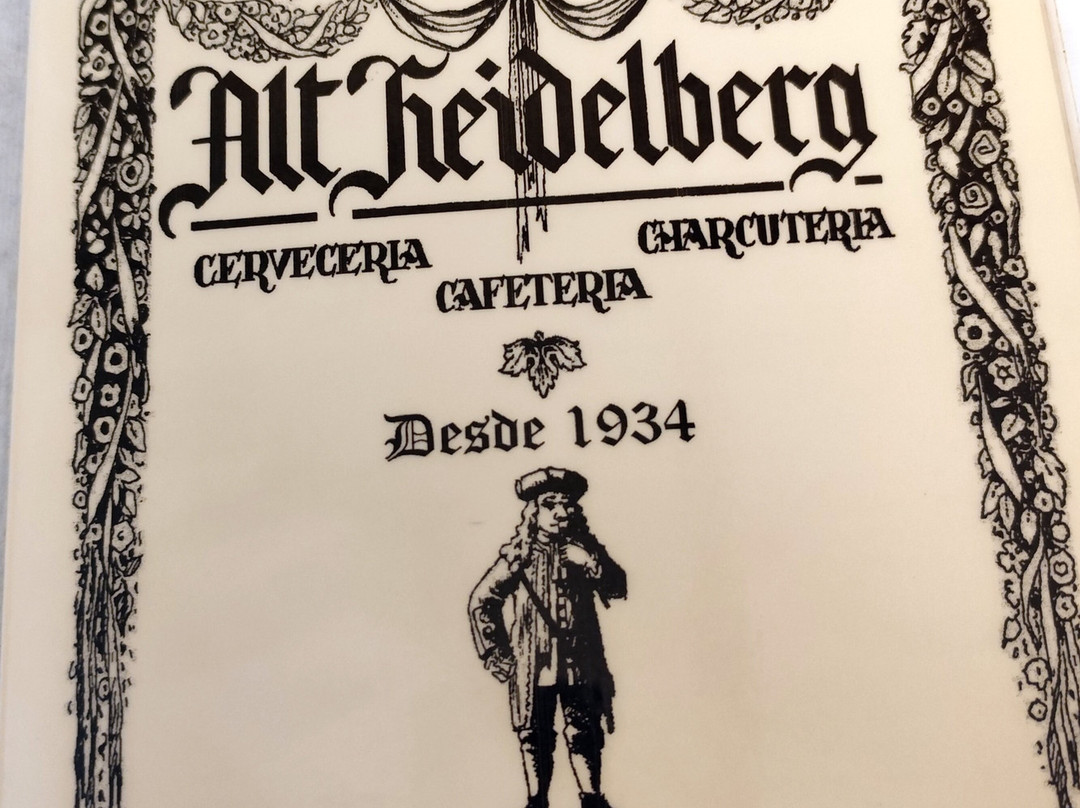 Alt Heidelberg
CERVECERIA
CHARCUTERIA
CAFETERIA
Desde 1934